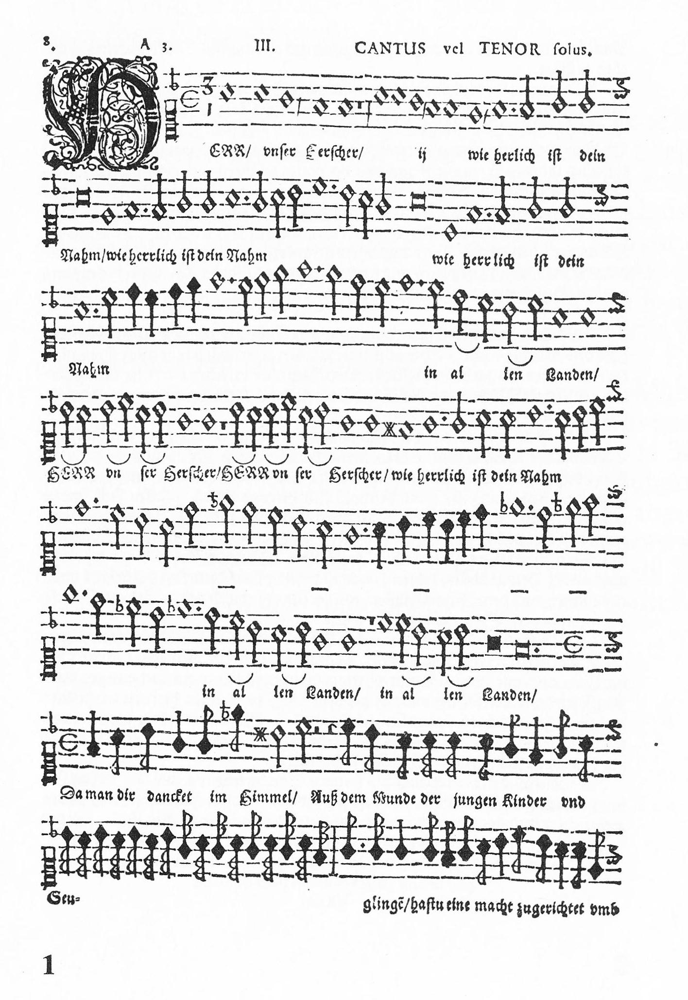 8. A 3. III. CANTUS vel TENOR ſolus.
HERR/ vnſer Herſcher/ ij wie herlich iſt dein
Nahm/wie herrlich iſt dein Nahm wie herrlich iſt dein
Nahm in al len Landen/
HERR vn ſer Herſcher/HERR vn ſer Herſcher/ wie herrlich iſt dein Nahm
in al len Landen/ in al len Landen/
Da man dir dancket im Himmel/ Auß dem Munde der jungen Kinder vnd
Seu- glingē/haſtu eine macht zugerichtet vmb
1